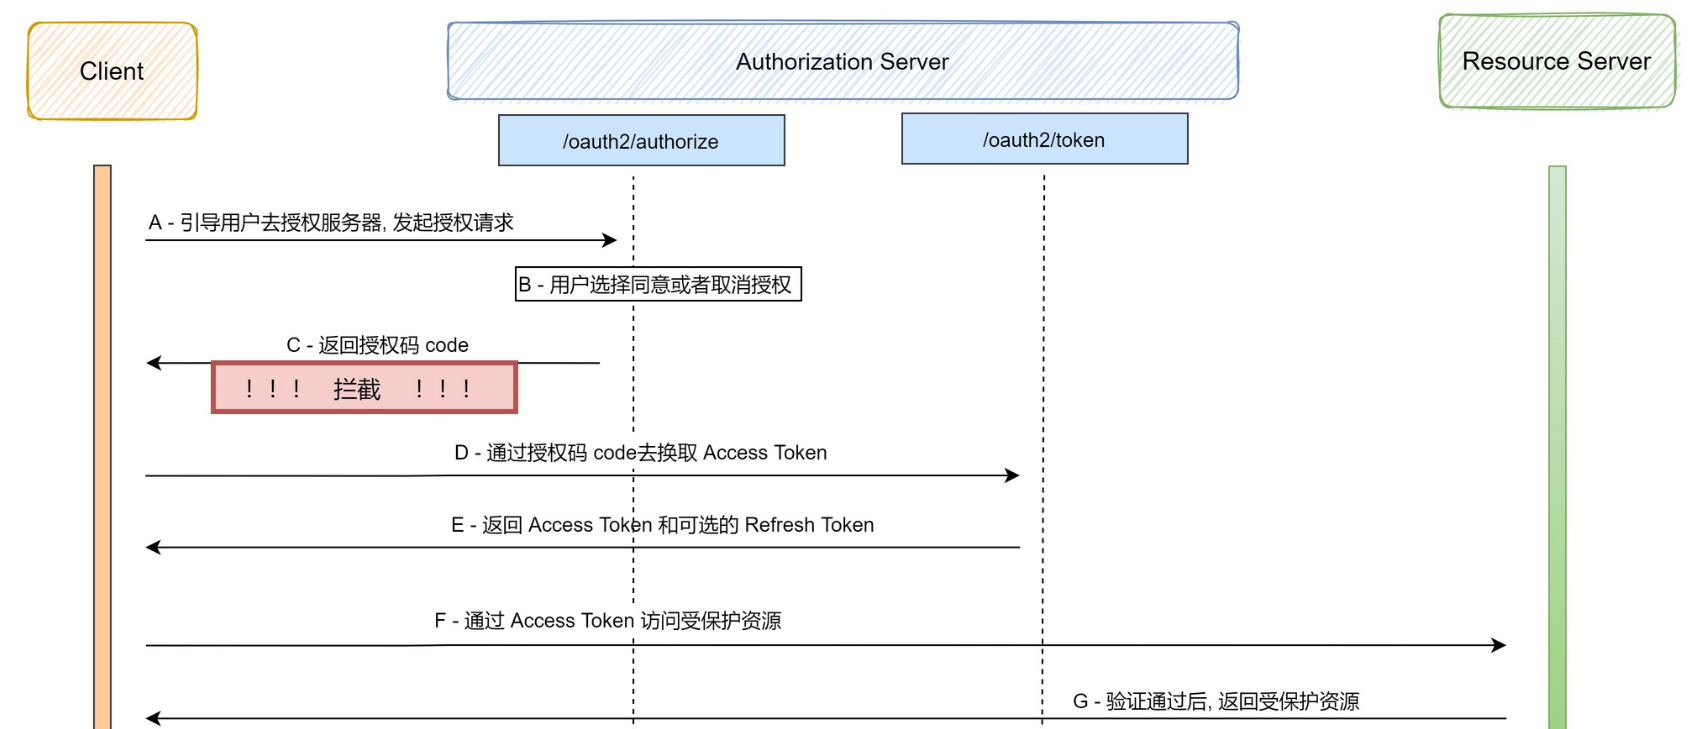 Client
Authorization Server
Resource Server
/oauth2/authorize
/oauth2/token
A - 引导用户去授权服务器, 发起授权请求
B - 用户选择同意或者取消授权
C - 返回授权码 code
！！！ 拦截 ！！！
D - 通过授权码 code去换取 Access Token
E - 返回 Access Token 和可选的 Refresh Token
F - 通过 Access Token 访问受保护资源
G - 验证通过后, 返回受保护资源